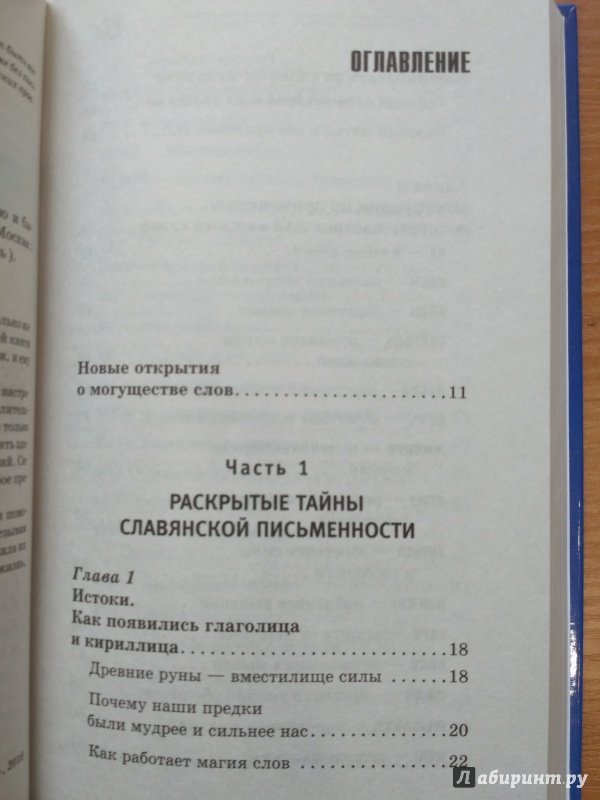 ОГЛАВЛЕНИЕ
Новые открытия
о могуществе слов........................11
Часть 1
РАСКРЫТЫЕ ТАЙНЫ
СЛАВЯНСКОЙ ПИСЬМЕННОСТИ
Глава 1
Истоки.
Как появились глаголица
и кириллица..............................18
Древние руны — вместилище силы ........18
Почему наши предки
были мудрее и сильнее нас................20
Как работает магия слов .................22
Лабиринт.ру